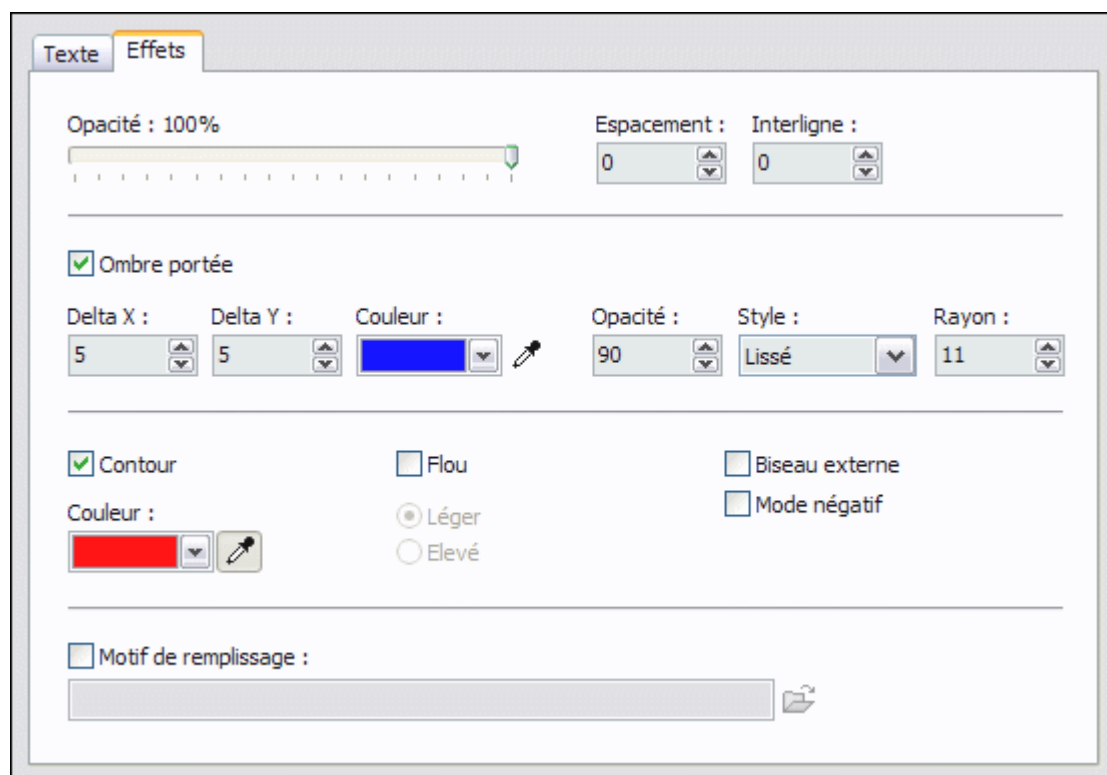 Texte Effets
Opacité : 100% Espacement : Interligne :
0 0
Ombre portée
Delta X : Delta Y : Couleur : Opacité : Style : Rayon :
5 5 90 Lissé 11
Contour Flou Biseau externe
Couleur : Léger Mode négatif
Elevé
Motif de remplissage :